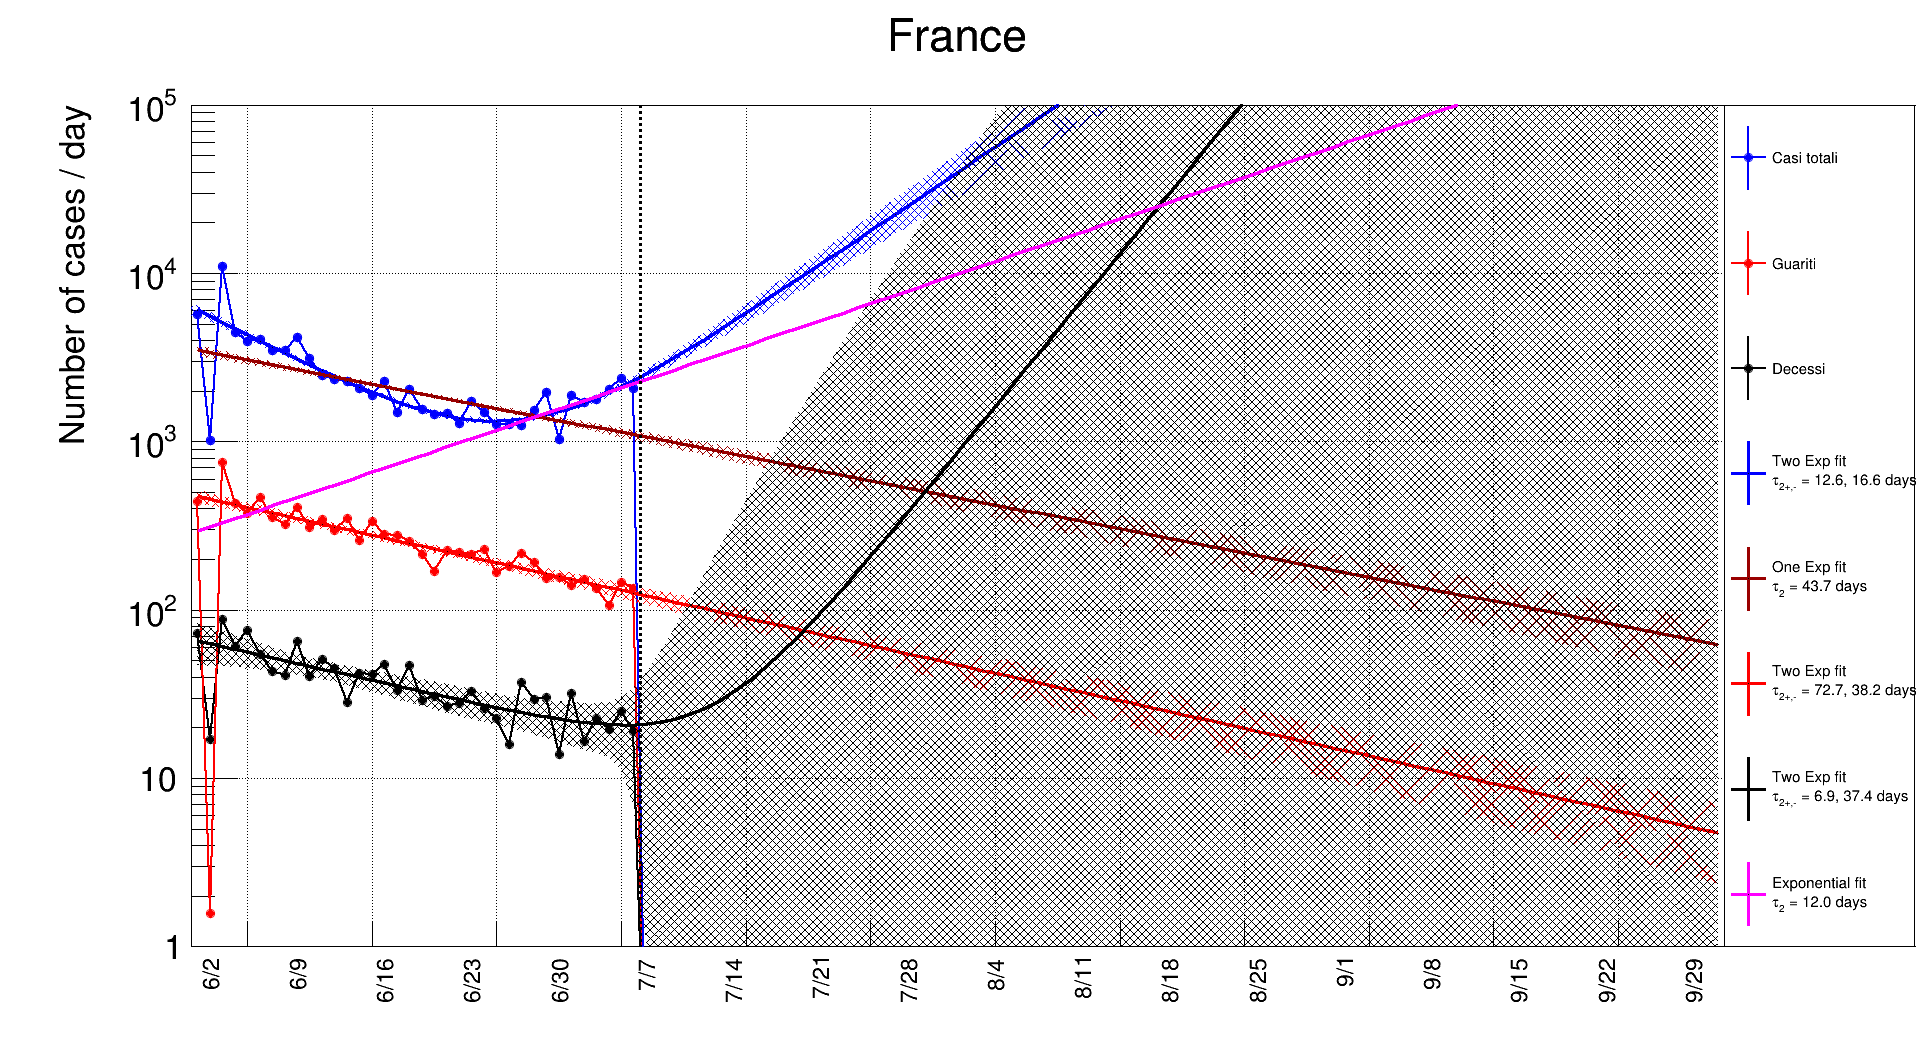 France
Number of cases / day
10^5
10^4
10^3
10^2
10
1
6/2 6/9 6/16 6/23 6/30 7/7 7/14 7/21 7/28 8/4 8/11 8/18 8/25 9/1 9/8 9/15 9/22 9/29
Casi totali
Guariti
Decessi
Two Exp fit
τ2+,- = 12.6, 16.6 days
One Exp fit
τ2 = 43.7 days
Two Exp fit
τ2+,- = 72.7, 38.2 days
Two Exp fit
τ2+,- = 6.9, 37.4 days
Exponential fit
τ2 = 12.0 days